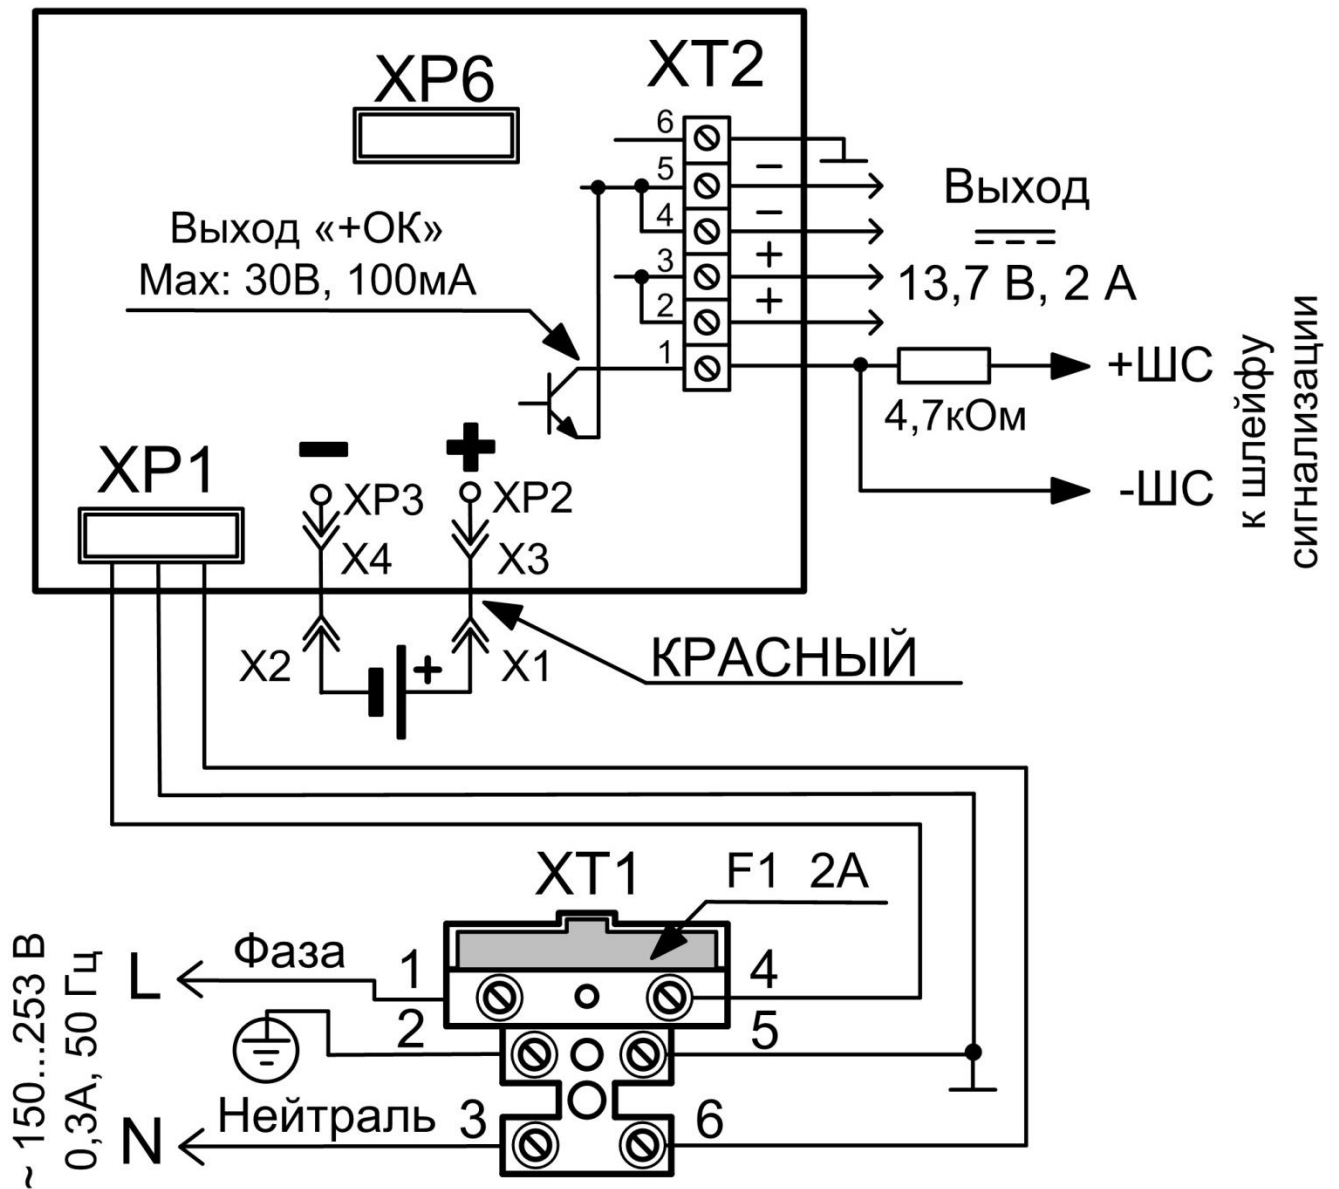 XP6
XT2
6
5
4
3
2
1
–
–
+
+
Выход
13,7 В, 2 А
Выход «+ОК»
Max: 30В, 100мА
+ШС
4,7кОм
-ШС
к шлейфу
сигнализации
XP1
XP3
XP2
X4
X3
X2
+
X1
КРАСНЫЙ
XT1
F1 2А
~ 150...253 В
0,3А, 50 Гц
L
Фаза
1
4
2
5
N
Нейтраль
3
6